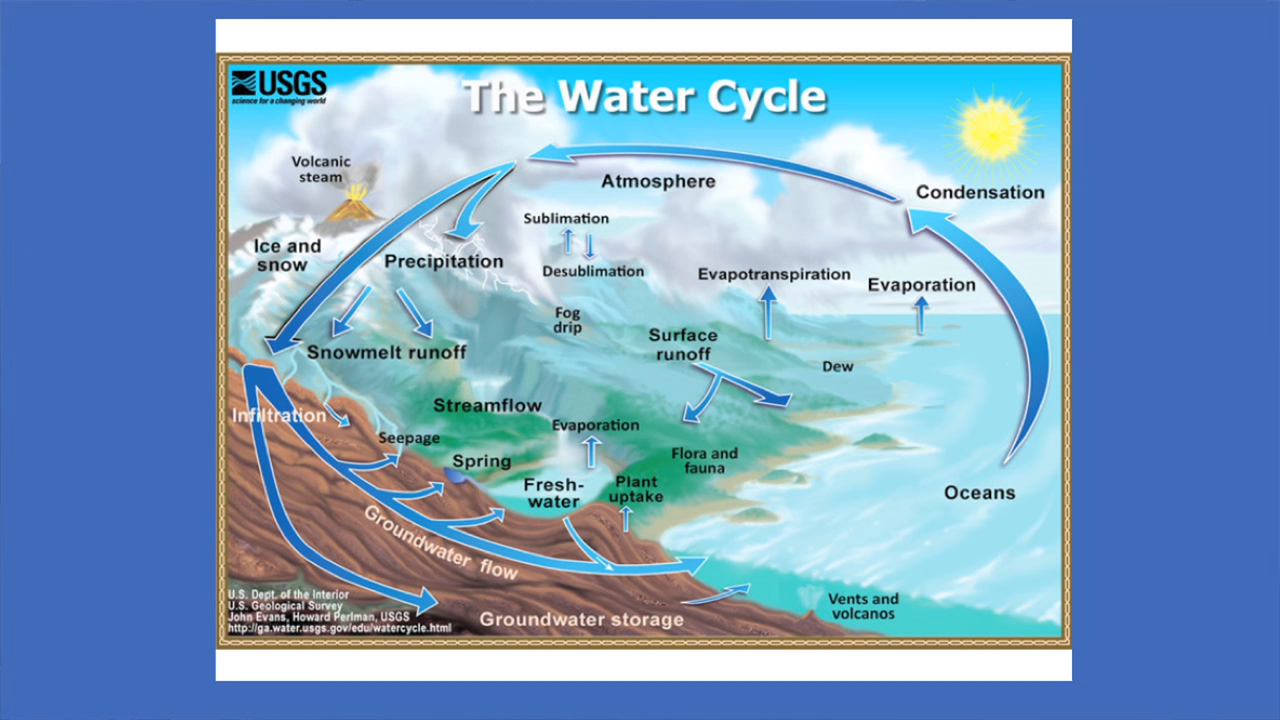 USGS
science for a changing world
The Water Cycle
Volcanic
steam
Atmosphere
Condensation
Sublimation
Ice and
snow
Precipitation
Desublimation
Evapotranspiration
Evaporation
Fog
drip
Surface
runoff
Snowmelt runoff
Dew
Infiltration
Streamflow
Evaporation
Seepage
Spring
Flora and
fauna
Fresh-
water
Plant
uptake
Oceans
Groundwater flow
Groundwater storage
Vents and
volcanos
U.S. Dept. of the Interior
U.S. Geological Survey
John Evans, Howard Perlman, USGS
http://ga.water.usgs.gov/edu/watercycle.html